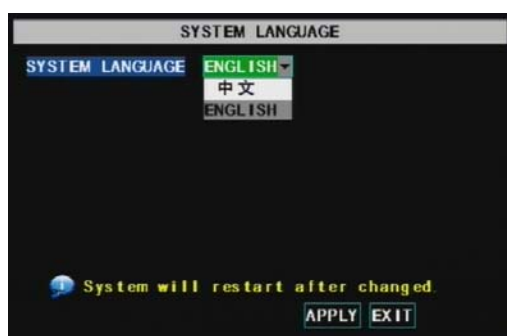 SYSTEM LANGUAGE
SYSTEM LANGUAGE ENGLISH
中文
ENGLISH
System will restart after changed.
APPLY EXIT